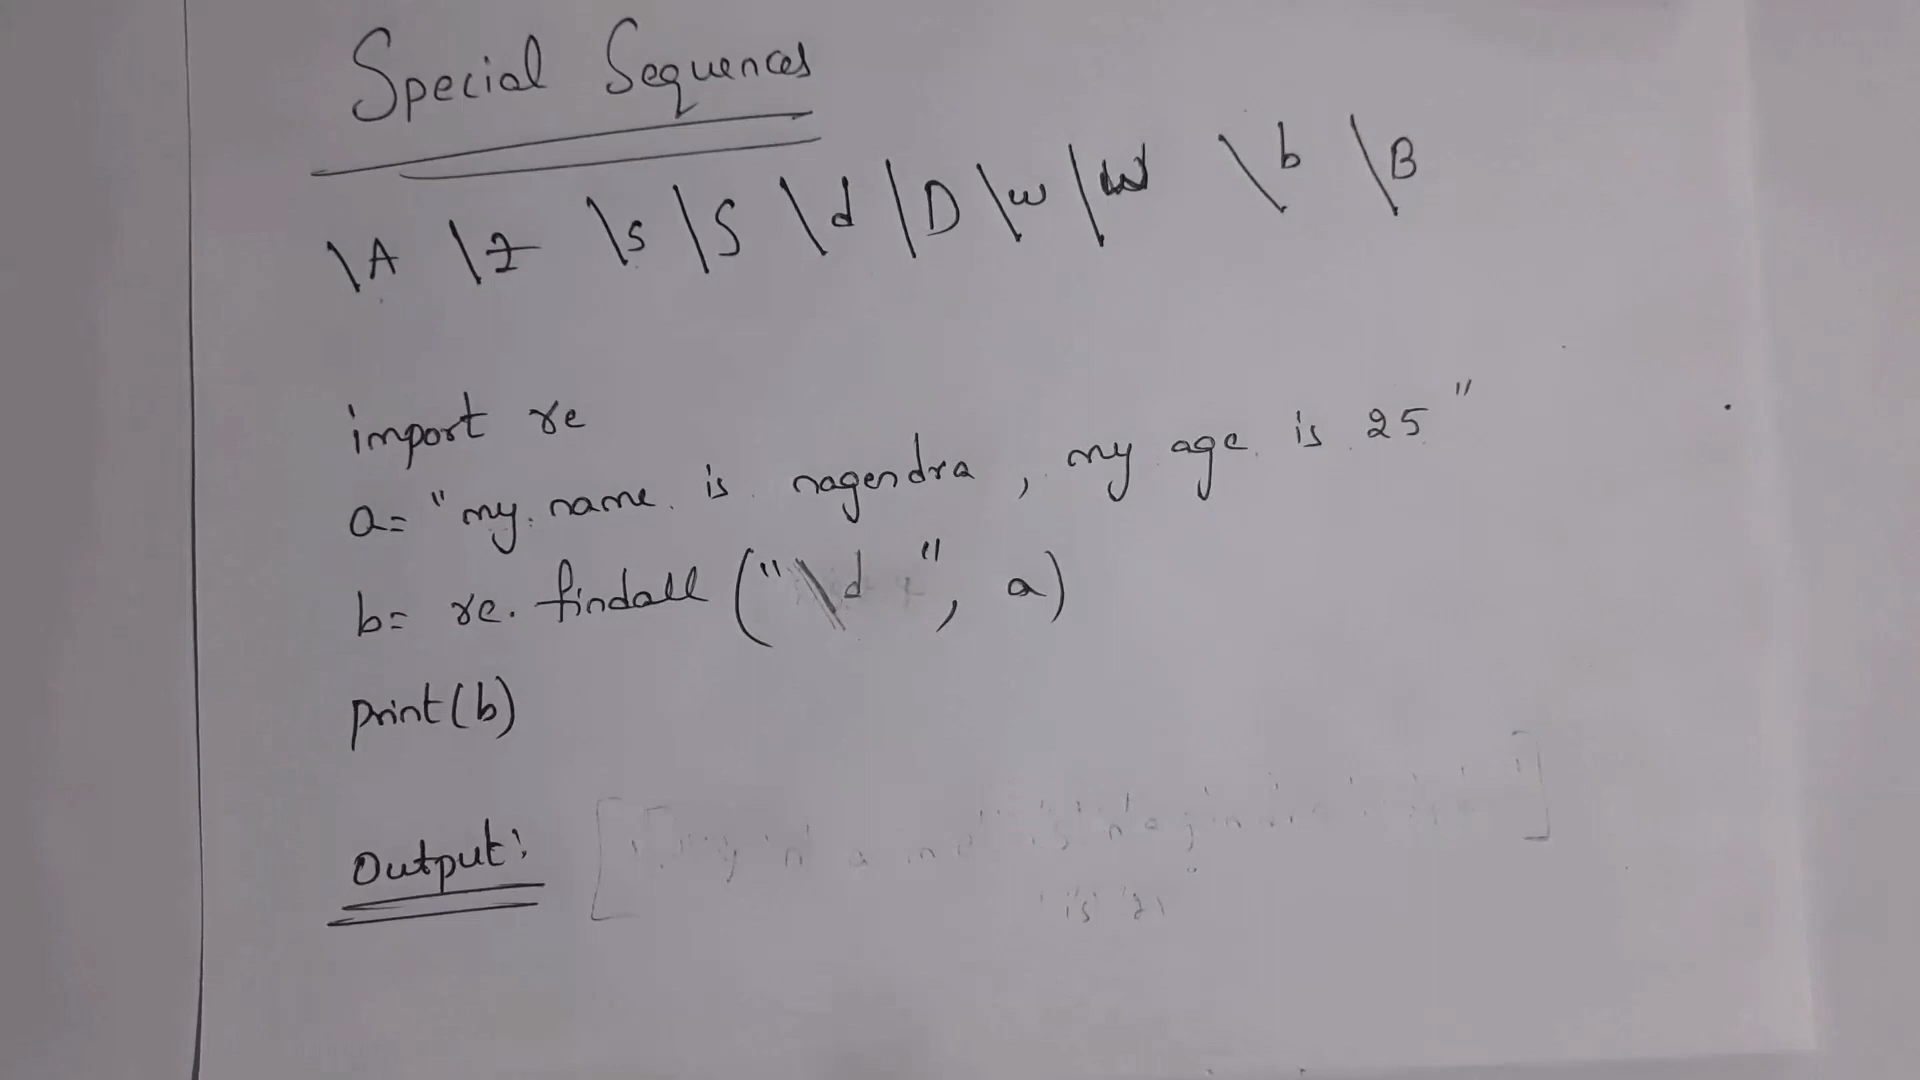 Special Sequences
\A \Z \s \S \d \D \w \W \b \B
import re
a= "my name is nagendra, my age is 25"
b= re.findall("\d", a)
print(b)
Output: